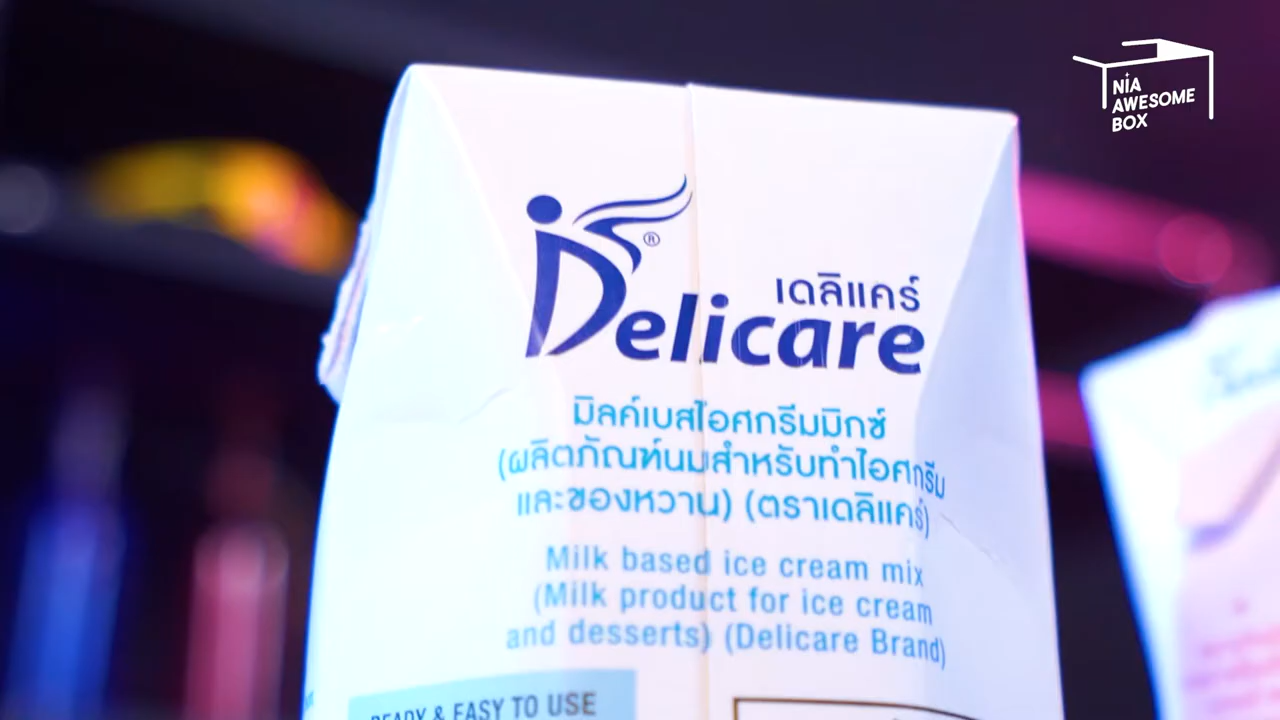 NIA
AWESOME
BOX
®
เดลิแคร์
Delicare
มิลค์เบสไอศกรีมมิกซ์
(ผลิตภัณฑ์นมสำหรับทำไอศกรีม
และของหวาน) (ตราเดลิแคร์)
Milk based ice cream mix
(Milk product for ice cream
and desserts) (Delicare Brand)
READY & EASY TO USE